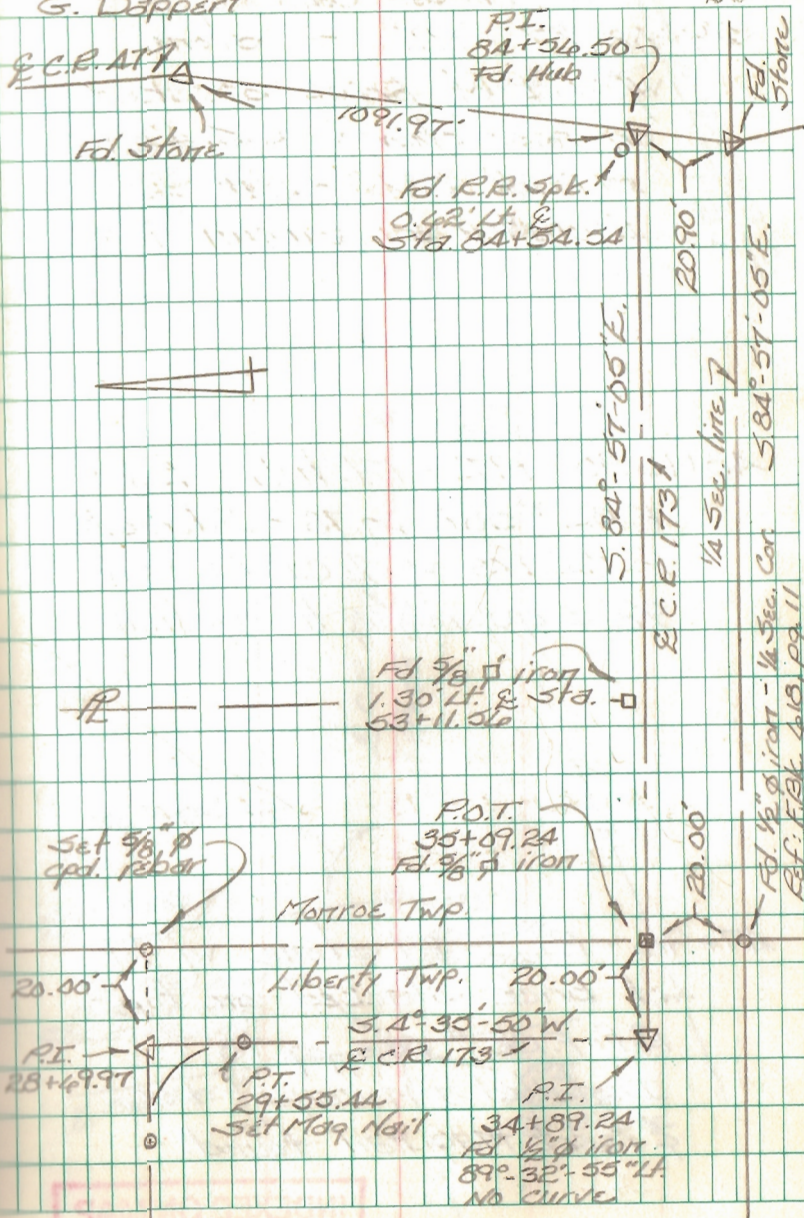 G. Dappert
℄ C.R. AT7
Fd. Stone
1091.97'
P.I.
84+56.50
Fd. Hub
Fd. Stone
Fd. R.R. Spk.
0.62' Lt. ℄
Sta. 84+54.54
20.90'
S.84°-57'-05"E.
℄ C.R. 173
1/4 Sec. line
S.84°-57'-05"E.
Fd 5/8" iron
1.30' Lt. ℄ Sta.
53+11.56
℄
P.O.T.
35+09.24
Fd. 5/8" iron
Set 5/8" φ
cpd. rebar
20.00'
Fd. 1/2" φ iron - 1/4 Sec. Cor.
Ref: F.Bk. 618, pg. 11
Monroe Twp.
Liberty Twp.
20.00'
20.00'
S.4°-35'-50"W.
℄ C.R. 173
P.I.
28+69.97
P.T.
29+55.44
Set Mag Nail
P.I.
34+89.24
Fd 1/2" φ iron
89°-32'-55" Lt.
No Curve